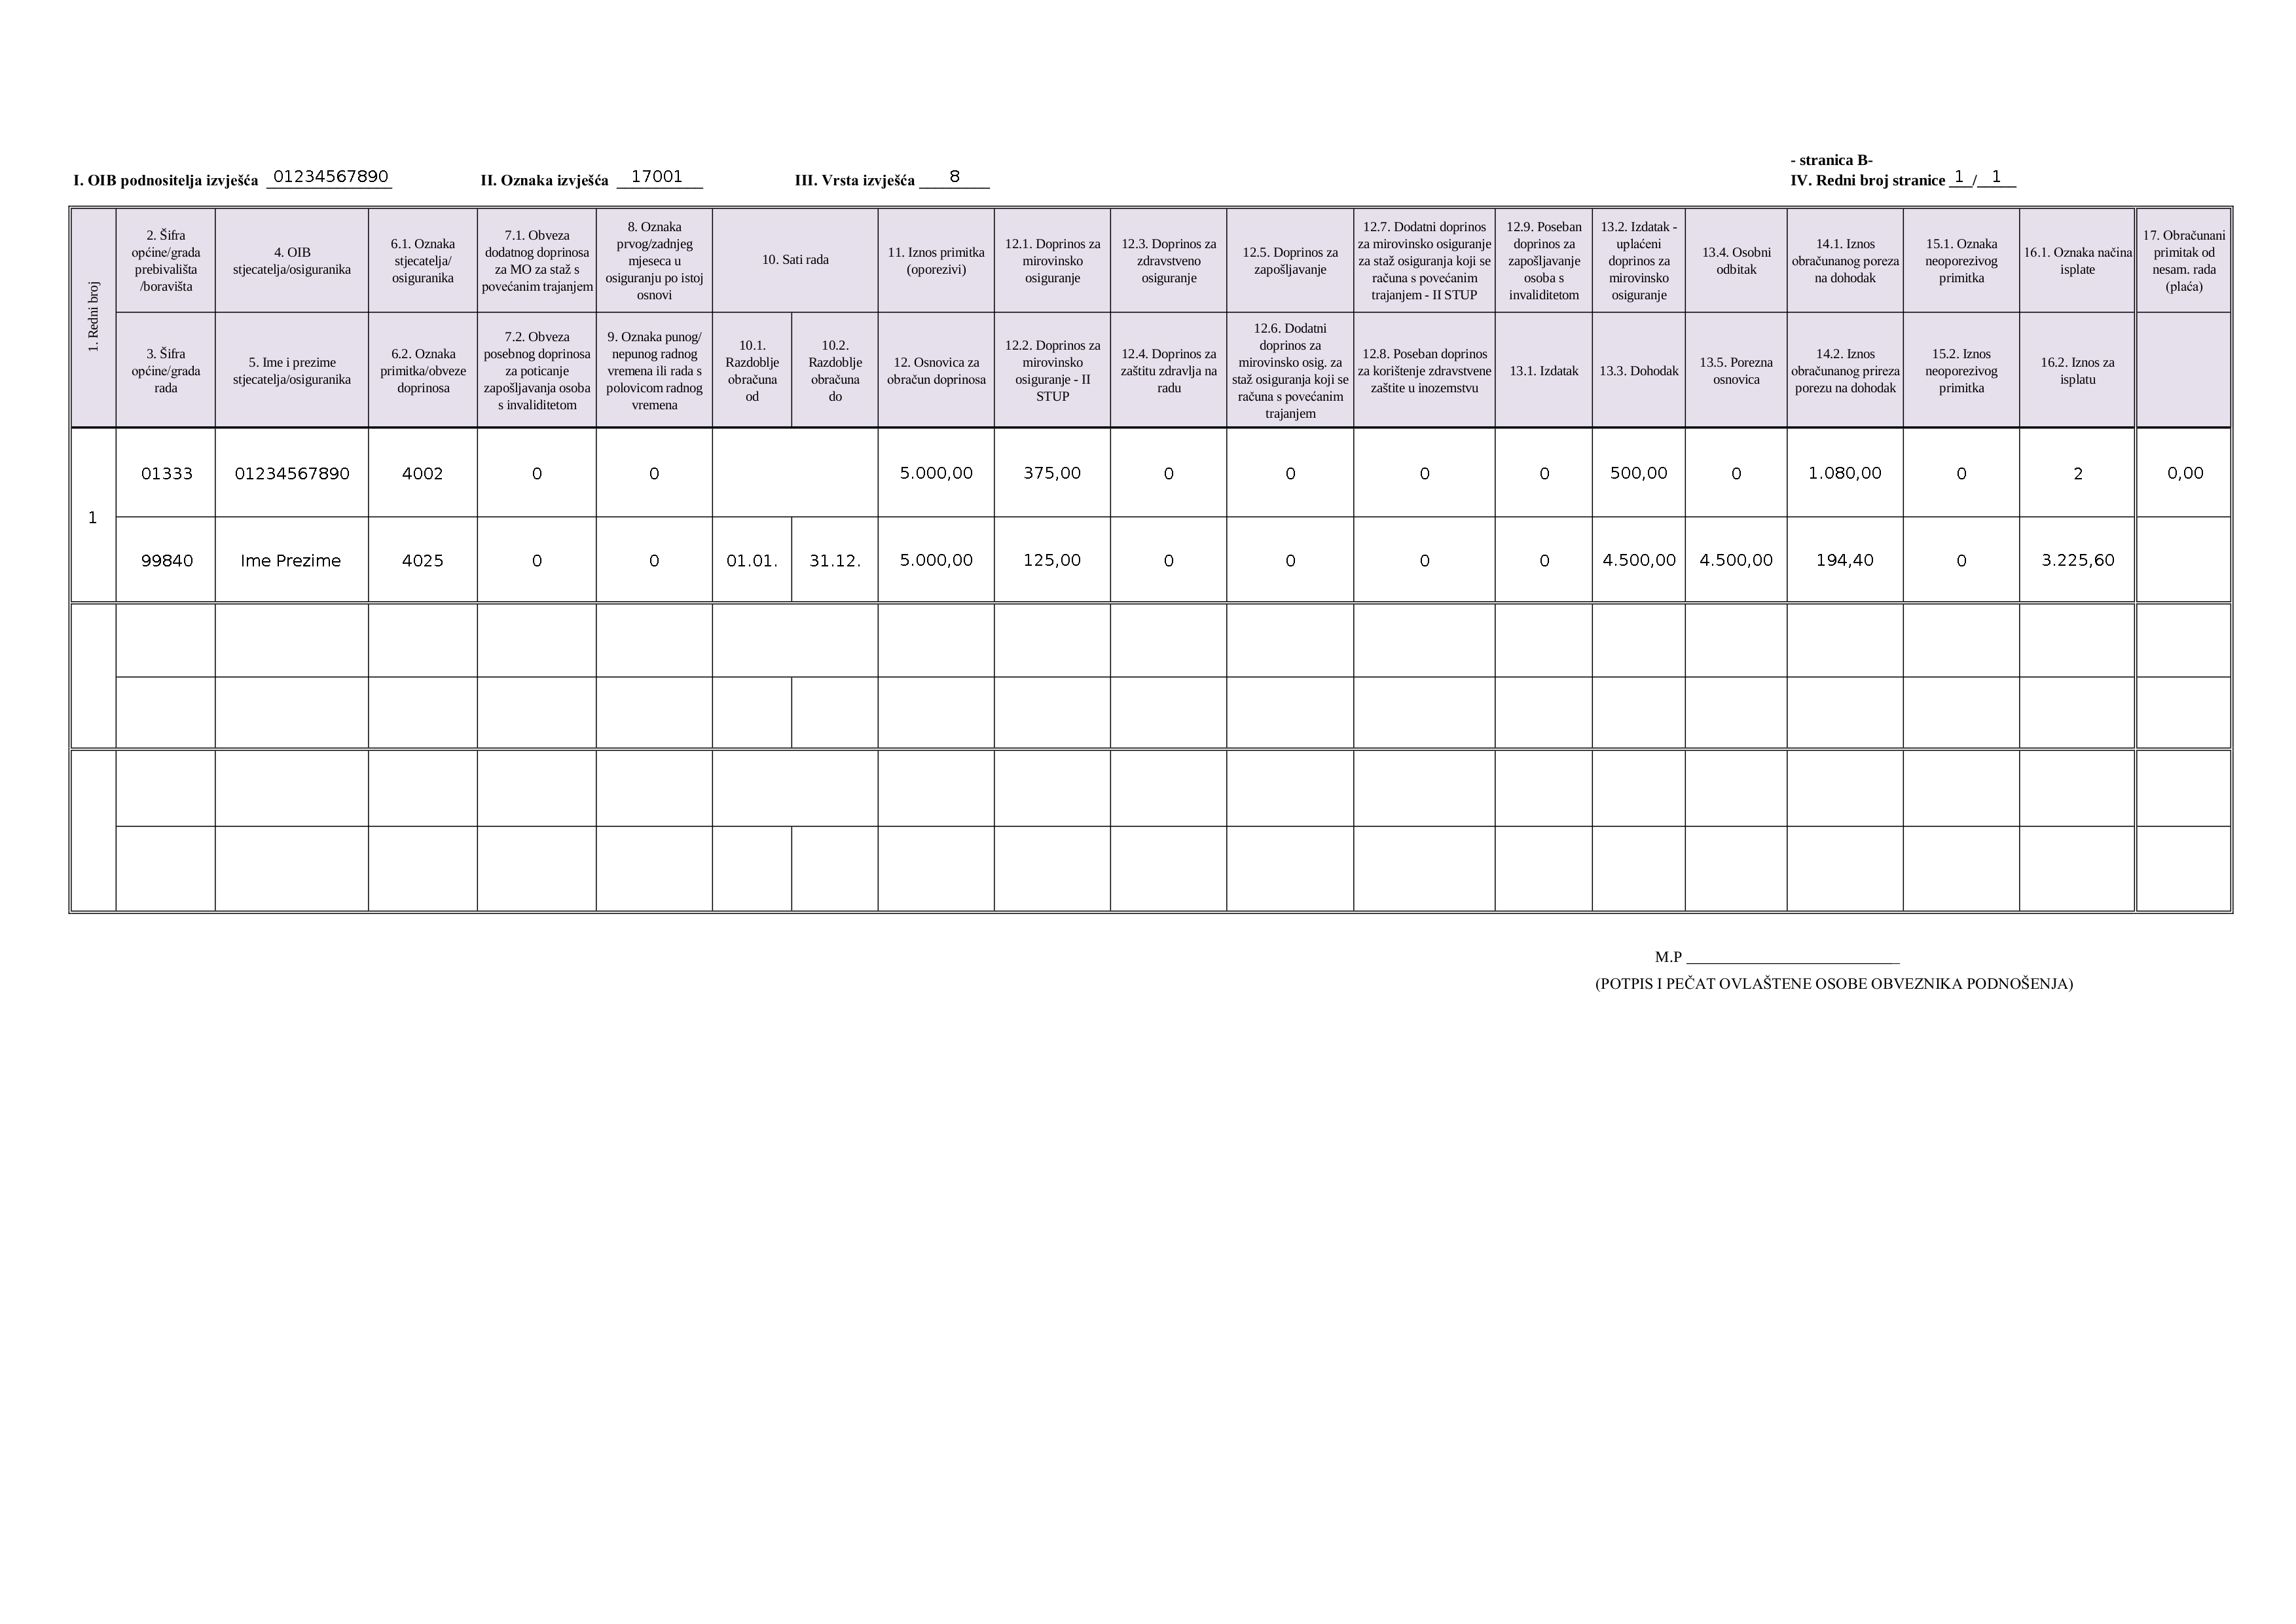 - stranica B-
I. OIB podnositelja izvješća 01234567890 II. Oznaka izvješća 17001 III. Vrsta izvješća 8 IV. Redni broj stranice 1 / 1
1. Redni broj
2. Šifra općine/grada prebivališta /boravišta
4. OIB stjecatelja/osiguranika
6.1. Oznaka stjecatelja/ osiguranika
7.1. Obveza dodatnog doprinosa za MO za staž s povećanim trajanjem
8. Oznaka prvog/zadnjeg mjeseca u osiguranju po istoj osnovi
10. Sati rada
11. Iznos primitka (oporezivi)
12.1. Doprinos za mirovinsko osiguranje
12.3. Doprinos za zdravstveno osiguranje
12.5. Doprinos za zapošljavanje
12.7. Dodatni doprinos za mirovinsko osiguranje za staž osiguranja koji se računa s povećanim trajanjem - II STUP
12.9. Poseban doprinos za zapošljavanje osoba s invaliditetom
13.2. Izdatak - uplaćeni doprinos za mirovinsko osiguranje
13.4. Osobni odbitak
14.1. Iznos obračunanog poreza na dohodak
15.1. Oznaka neoporezivog primitka
16.1. Oznaka načina isplate
17. Obračunani primitak od nesam. rada (plaća)
3. Šifra općine/grada rada
5. Ime i prezime stjecatelja/osiguranika
6.2. Oznaka primitka/obveze doprinosa
7.2. Obveza posebnog doprinosa za poticanje zapošljavanja osoba s invaliditetom
9. Oznaka punog/ nepunog radnog vremena ili rada s polovicom radnog vremena
10.1. Razdoblje obračuna od
10.2. Razdoblje obračuna do
12. Osnovica za obračun doprinosa
12.2. Doprinos za mirovinsko osiguranje - II STUP
12.4. Doprinos za zaštitu zdravlja na radu
12.6. Dodatni doprinos za mirovinsko osig. za staž osiguranja koji se računa s povećanim trajanjem
12.8. Poseban doprinos za korištenje zdravstvene zaštite u inozemstvu
13.1. Izdatak
13.3. Dohodak
13.5. Porezna osnovica
14.2. Iznos obračunanog prireza porezu na dohodak
15.2. Iznos neoporezivog primitka
16.2. Iznos za isplatu
1
01333 01234567890 4002 0 0 5.000,00 375,00 0 0 0 0 500,00 0 1.080,00 0 2 0,00
99840 Ime Prezime 4025 0 0 01.01. 31.12. 5.000,00 125,00 0 0 0 0 4.500,00 4.500,00 194,40 0 3.225,60
M.P
(POTPIS I PEČAT OVLAŠTENE OSOBE OBVEZNIKA PODNOŠENJA)